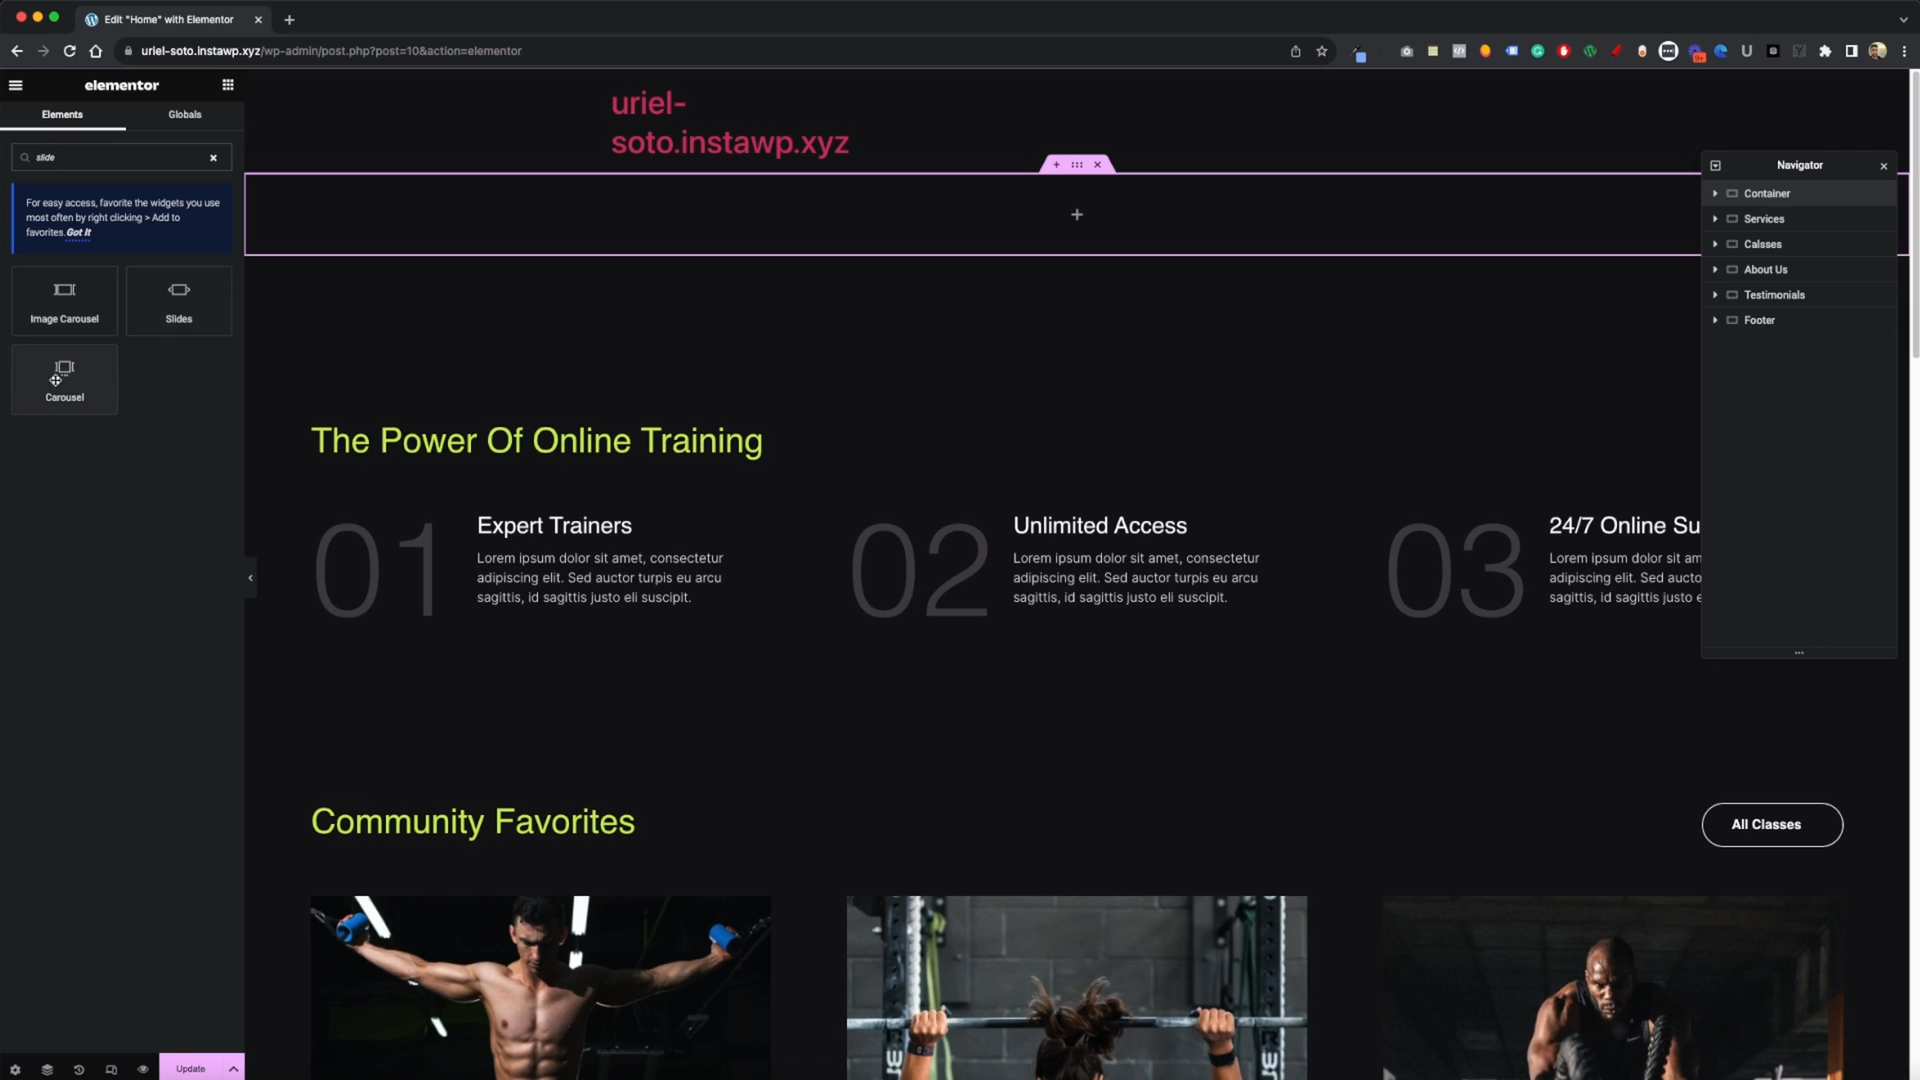 Edit "Home" with Elementor
uriel-soto.instawp.xyz/wp-admin/post.php?post=10&action=elementor
9+
elementor
Elements
Globals
slide
For easy access, favorite the widgets you use
most often by right clicking > Add to
favorites. Got It
Image Carousel
Slides
Carousel
Update
uriel-
soto.instawp.xyz
The Power Of Online Training
01
Expert Trainers
Lorem ipsum dolor sit amet, consectetur
adipiscing elit. Sed auctor turpis eu arcu
sagittis, id sagittis justo eli suscipit.
02
Unlimited Access
Lorem ipsum dolor sit amet, consectetur
adipiscing elit. Sed auctor turpis eu arcu
sagittis, id sagittis justo eli suscipit.
03
24/7 Online Su
Lorem ipsum dolor sit am
adipiscing elit. Sed aucto
sagittis, id sagittis justo e
Community Favorites
All Classes
Navigator
Container
Services
Calsses
About Us
Testimonials
Footer